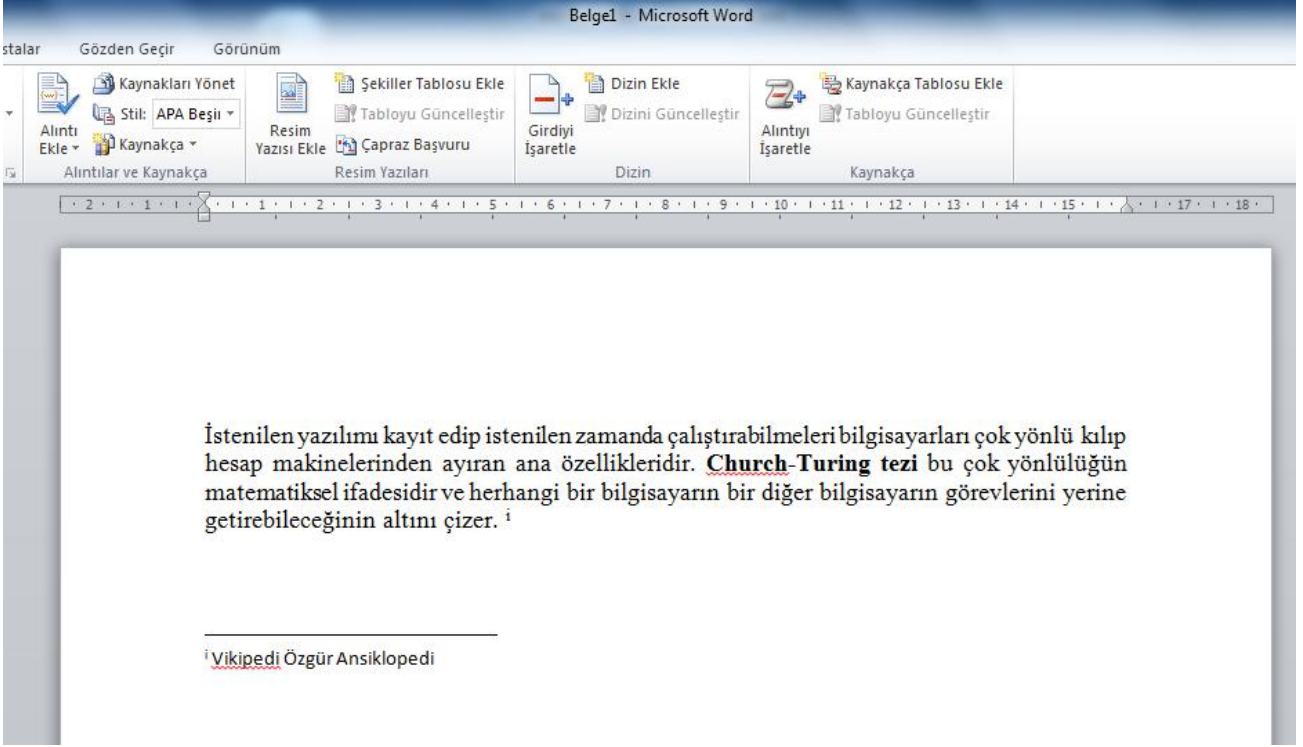 Belge1 - Microsoft Word
stalar Gözden Geçir Görünüm
Alıntı Ekle
Kaynakları Yönet
Stil: APA Beşin
Kaynakça
Alıntılar ve Kaynakça
Resim Yazısı Ekle
Şekiller Tablosu Ekle
Tabloyu Güncelleştir
Çapraz Başvuru
Resim Yazıları
Girdiyi İşaretle
Dizin Ekle
Dizini Güncelleştir
Dizin
Alıntıyı İşaretle
Kaynakça Tablosu Ekle
Tabloyu Güncelleştir
Kaynakça
2 1 1 2 3 4 5 6 7 8 9 10 11 12 13 14 15 17 18
İstenilen yazılımı kayıt edip istenilen zamanda çalıştırabilmeleri bilgisayarları çok yönlü kılıp
hesap makinelerinden ayıran ana özellikleridir. Church-Turing tezi bu çok yönlülüğün
matematiksel ifadesidir ve herhangi bir bilgisayarın bir diğer bilgisayarın görevlerini yerine
getirebileceğinin altını çizer. i
i Vikipedi Özgür Ansiklopedi